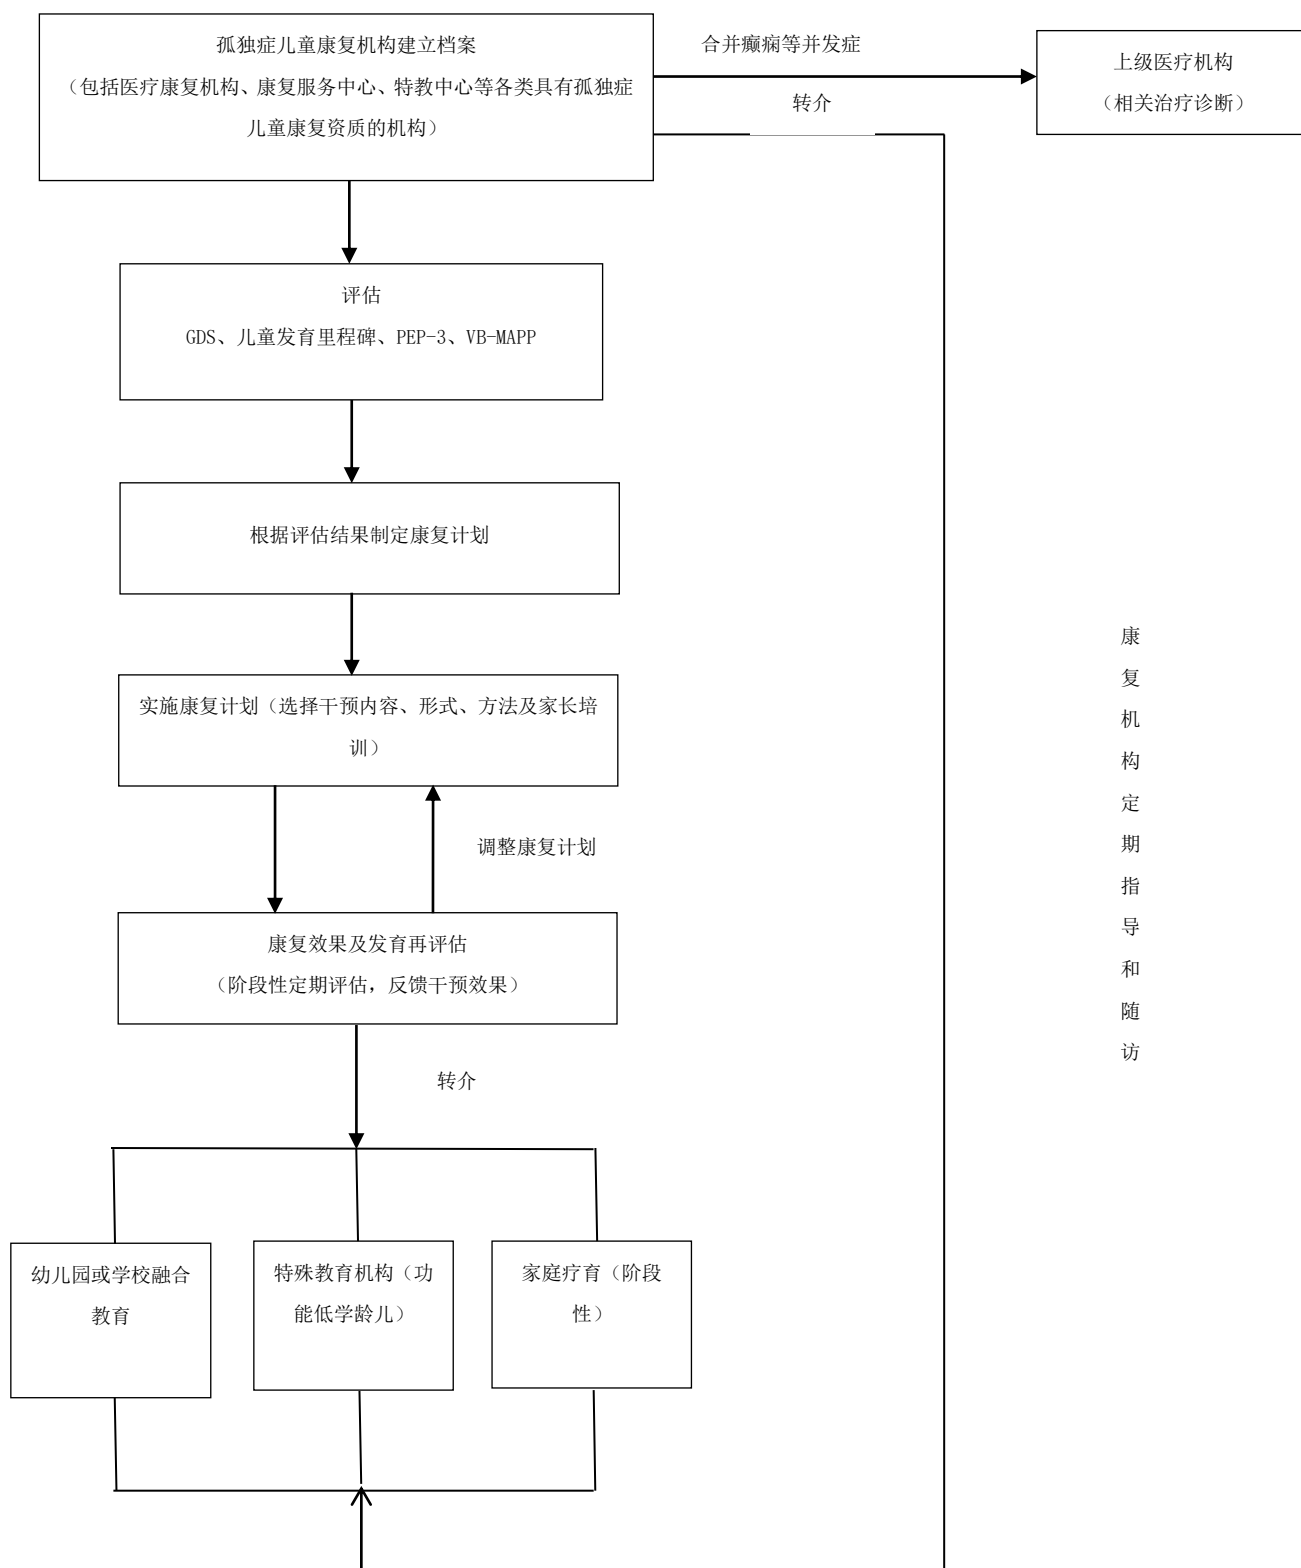 孤独症儿童康复机构建立档案
（包括医疗康复机构、康复服务中心、特教中心等各类具有孤独症
儿童康复资质的机构）
合并癫痫等并发症
转介
上级医疗机构
（相关治疗诊断）
评估
GDS、儿童发育里程碑、PEP-3、VB-MAPP
根据评估结果制定康复计划
实施康复计划（选择干预内容、形式、方法及家长培
训）
调整康复计划
康复效果及发育再评估
（阶段性定期评估，反馈干预效果）
转介
幼儿园或学校融合
教育
特殊教育机构（功
能低学龄儿）
家庭疗育（阶段
性）
康
复
机
构
定
期
指
导
和
随
访